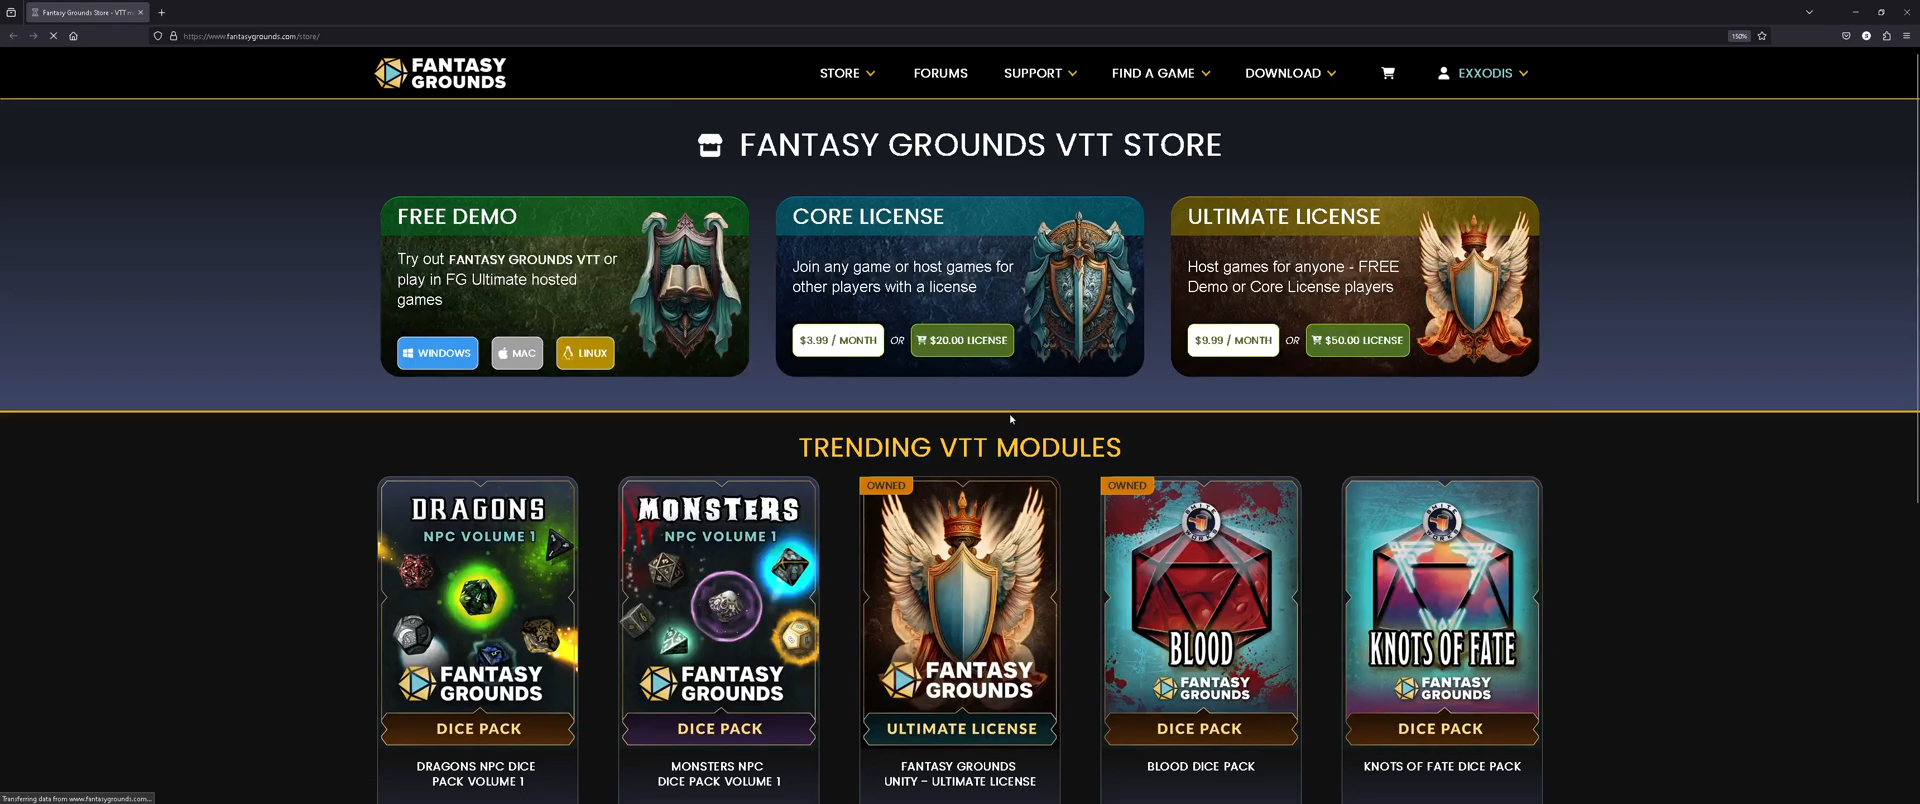 Fantasy Grounds Store - VTT m
https://www.fantasygrounds.com/store/
150%
FANTASY GROUNDS
STORE
FORUMS
SUPPORT
FIND A GAME
DOWNLOAD
EXXODIS
FANTASY GROUNDS VTT STORE
FREE DEMO
Try out FANTASY GROUNDS VTT or
play in FG Ultimate hosted
games
WINDOWS
MAC
LINUX
CORE LICENSE
Join any game or host games for
other players with a license
$3.99 / MONTH
OR
$20.00 LICENSE
ULTIMATE LICENSE
Host games for anyone - FREE
Demo or Core License players
$9.99 / MONTH
OR
$50.00 LICENSE
TRENDING VTT MODULES
DRAGONS
NPC VOLUME 1
FANTASY
GROUNDS
DICE PACK
DRAGONS NPC DICE
PACK VOLUME 1
MONSTERS
NPC VOLUME 1
FANTASY
GROUNDS
DICE PACK
MONSTERS NPC
DICE PACK VOLUME 1
OWNED
FANTASY
GROUNDS
ULTIMATE LICENSE
FANTASY GROUNDS
UNITY – ULTIMATE LICENSE
OWNED
SMITE
WORKS
BLOOD
FANTASY
GROUNDS
DICE PACK
BLOOD DICE PACK
SMITE
WORKS
KNOTS OF FATE
FANTASY
GROUNDS
DICE PACK
KNOTS OF FATE DICE PACK
Transferring data from www.fantasygrounds.com...